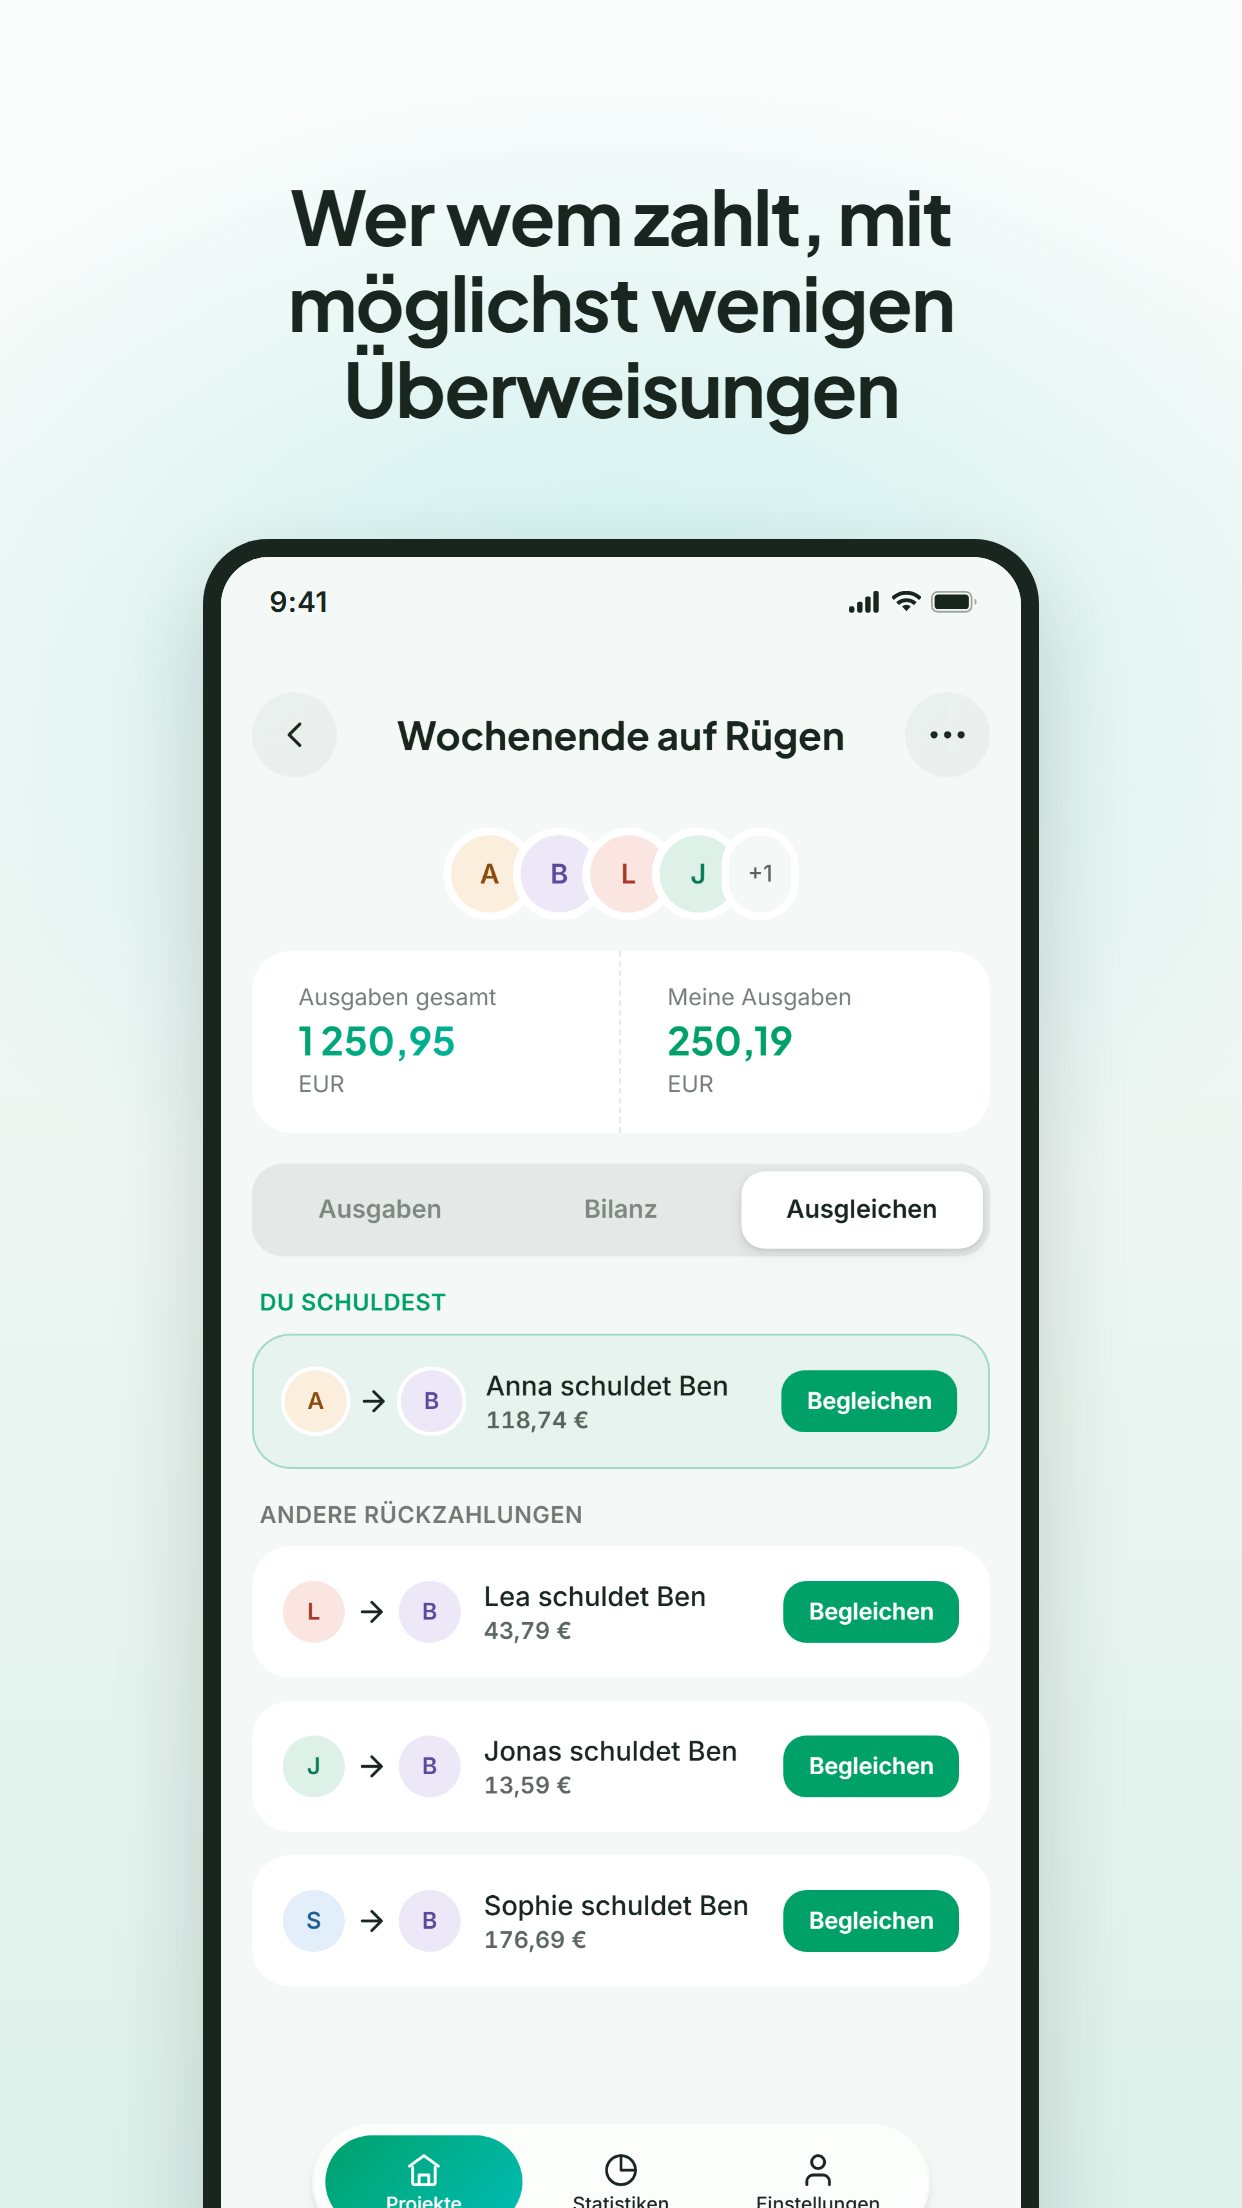 Wer wem zahlt, mit
möglichst wenigen
Überweisungen
9:41
Wochenende auf Rügen
A B L J +1
Ausgaben gesamt
1 250,95
EUR
Meine Ausgaben
250,19
EUR
Ausgaben Bilanz Ausgleichen
DU SCHULDEST
A → B Anna schuldet Ben
118,74 €
Begleichen
ANDERE RÜCKZAHLUNGEN
L → B Lea schuldet Ben
43,79 €
Begleichen
J → B Jonas schuldet Ben
13,59 €
Begleichen
S → B Sophie schuldet Ben
176,69 €
Begleichen
Projekte Statistiken Einstellungen